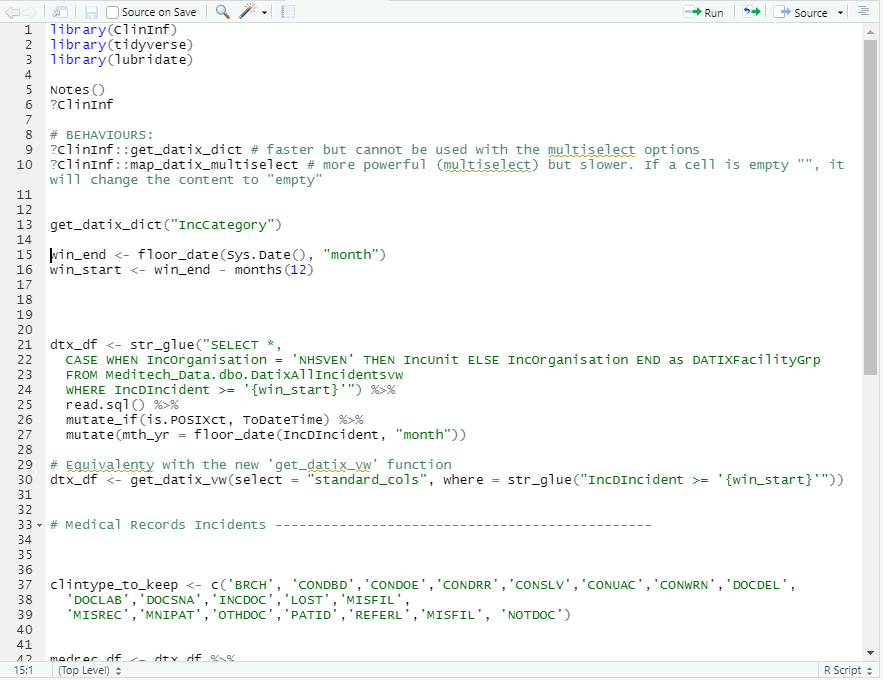 Source on Save Run Source
1 library(ClinInf)
2 library(tidyverse)
3 library(lubridate)
4
5 Notes()
6 ?ClinInf
7
8 # BEHAVIOURS:
9 ?ClinInf::get_datix_dict # faster but cannot be used with the multiselect options
10 ?ClinInf::map_datix_multiselect # more powerful (multiselect) but slower. If a cell is empty "", it
will change the content to "empty"
11
12
13 get_datix_dict("IncCategory")
14
15 win_end <- floor_date(Sys.Date(), "month")
16 win_start <- win_end - months(12)
17
18
19
20
21 dtx_df <- str_glue("SELECT *,
22 CASE WHEN IncOrganisation = 'NHSVEN' THEN IncUnit ELSE IncOrganisation END as DATIXFacilityGrp
23 FROM Meditech_Data.dbo.DatixAllIncidentsvw
24 WHERE IncDIncident >= '{win_start}'") %>%
25 read.sql() %>%
26 mutate_if(is.POSIXct, ToDateTime) %>%
27 mutate(mth_yr = floor_date(IncDIncident, "month"))
28
29 # Equivalenty with the new 'get_datix_vw' function
30 dtx_df <- get_datix_vw(select = "standard_cols", where = str_glue("IncDIncident >= '{win_start}'"))
31
32
33 # Medical Records Incidents -----------------------------------------------
34
35
36
37 clintype_to_keep <- c('BRCH', 'CONDBD','CONDOE','CONDRR','CONSLV','CONUAC','CONWRN','DOCDEL',
38 'DOCLAB','DOCSNA','INCDOC','LOST','MISFIL',
39 'MISREC','MNIPAT','OTHDOC','PATID','REFERL','MISFIL', 'NOTDOC')
40
41
42 medrec_df <- dtx_df %>%
15:1 (Top Level) R Script